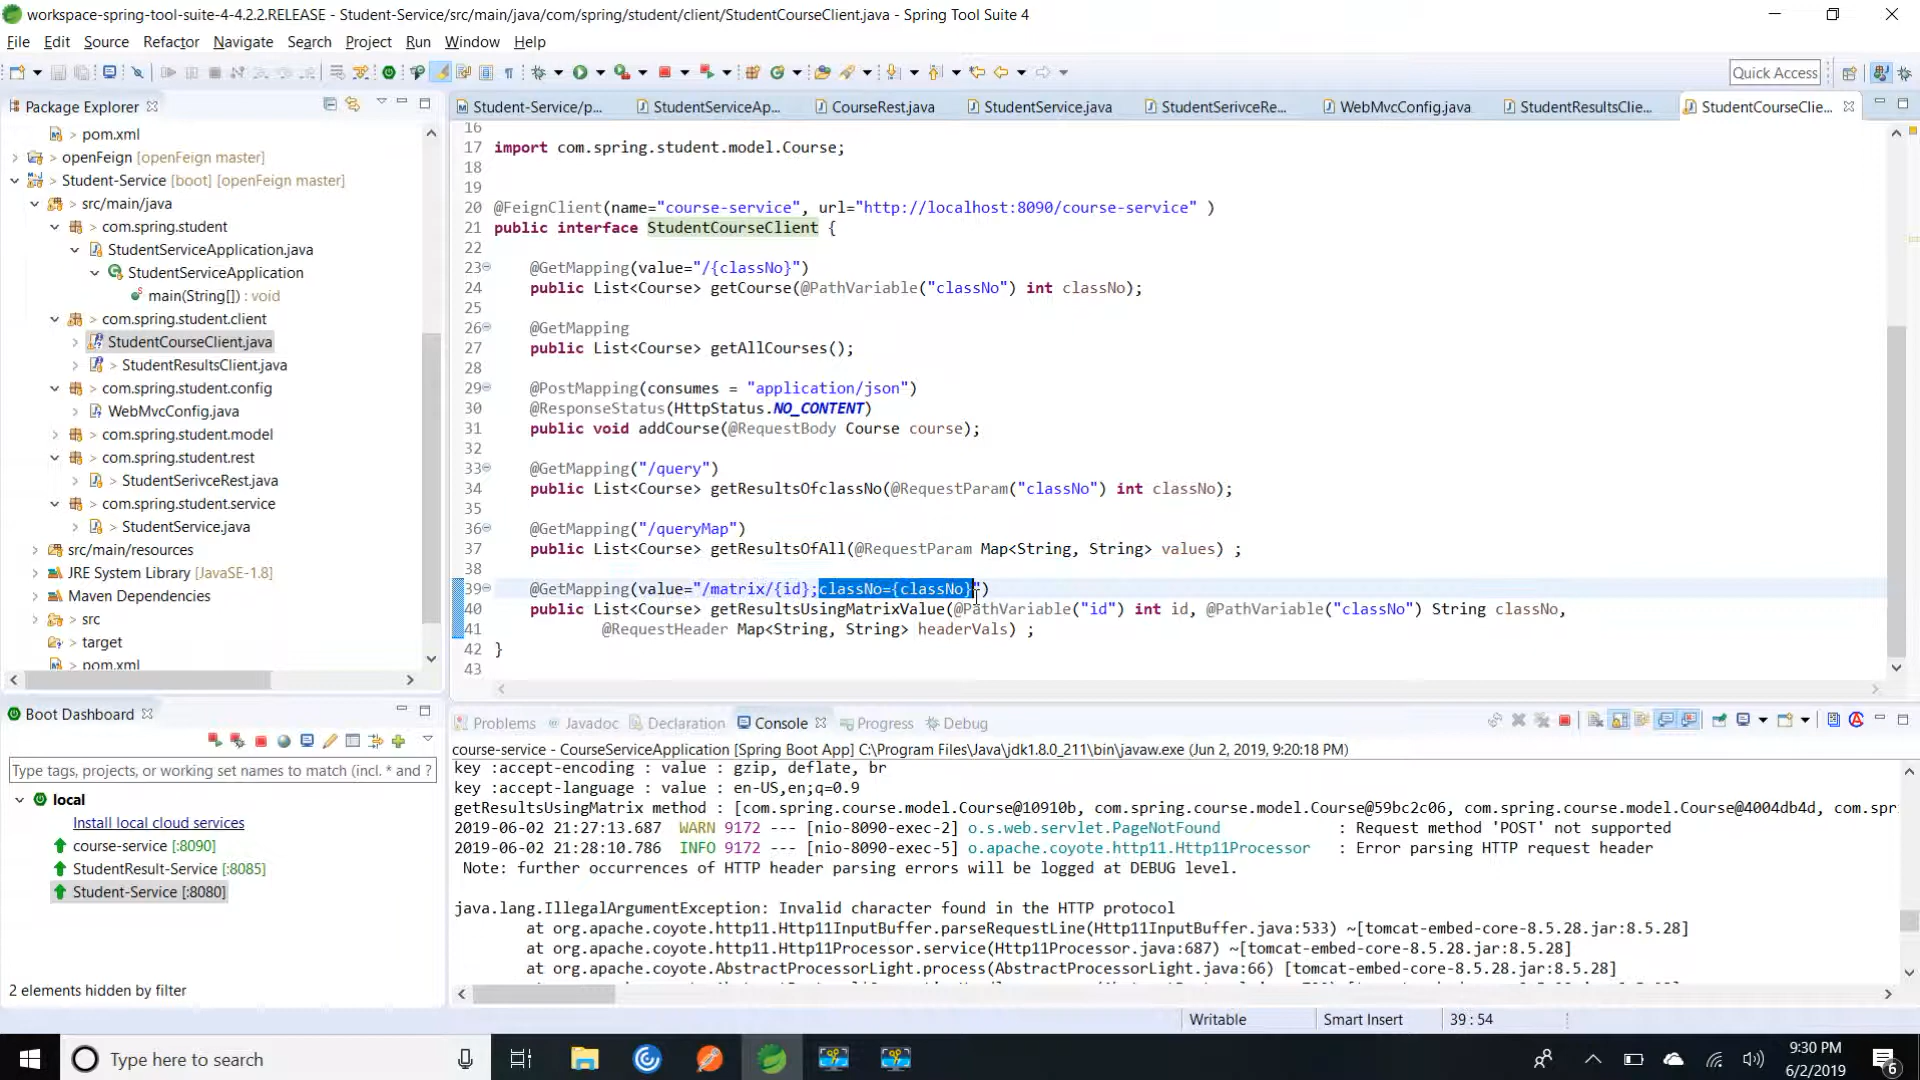 workspace-spring-tool-suite-4-4.2.2.RELEASE - Student-Service/src/main/java/com/spring/student/client/StudentCourseClient.java - Spring Tool Suite 4
File Edit Source Refactor Navigate Search Project Run Window Help
Quick Access
Package Explorer
> pom.xml
> openFeign [openFeign master]
> Student-Service [boot] [openFeign master]
> src/main/java
> com.spring.student
StudentServiceApplication.java
StudentServiceApplication
main(String[]) : void
> com.spring.student.client
StudentCourseClient.java
> StudentResultsClient.java
> com.spring.student.config
> WebMvcConfig.java
> com.spring.student.model
> com.spring.student.rest
> StudentSerivceRest.java
> com.spring.student.service
> StudentService.java
> src/main/resources
JRE System Library [JavaSE-1.8]
Maven Dependencies
> src
> target
> pom.xml
Student-Service/p...
StudentServiceAp...
CourseRest.java
StudentService.java
StudentSerivceRe...
WebMvcConfig.java
StudentResultsClie...
StudentCourseClie...
16
17 import com.spring.student.model.Course;
18
19
20 @FeignClient(name="course-service", url="http://localhost:8090/course-service" )
21 public interface StudentCourseClient {
22
23 @GetMapping(value="/{classNo}")
24 public List<Course> getCourse(@PathVariable("classNo") int classNo);
25
26 @GetMapping
27 public List<Course> getAllCourses();
28
29 @PostMapping(consumes = "application/json")
30 @ResponseStatus(HttpStatus.NO_CONTENT)
31 public void addCourse(@RequestBody Course course);
32
33 @GetMapping("/query")
34 public List<Course> getResultsOfclassNo(@RequestParam("classNo") int classNo);
35
36 @GetMapping("/queryMap")
37 public List<Course> getResultsOfAll(@RequestParam Map<String, String> values) ;
38
39 @GetMapping(value="/matrix/{id};classNo={classNo}")
40 public List<Course> getResultsUsingMatrixValue(@PathVariable("id") int id, @PathVariable("classNo") String classNo,
41 @RequestHeader Map<String, String> headerVals) ;
42 }
43
Boot Dashboard
Type tags, projects, or working set names to match (incl. * and ?
local
Install local cloud services
course-service [:8090]
StudentResult-Service [:8085]
Student-Service [:8080]
2 elements hidden by filter
Problems Javadoc Declaration Console Progress Debug
course-service - CourseServiceApplication [Spring Boot App] C:\Program Files\Java\jdk1.8.0_211\bin\javaw.exe (Jun 2, 2019, 9:20:18 PM)
key :accept-encoding : value : gzip, deflate, br
key :accept-language : value : en-US,en;q=0.9
getResultsUsingMatrix method : [com.spring.course.model.Course@10910b, com.spring.course.model.Course@59bc2c06, com.spring.course.model.Course@4004db4d, com.spr
2019-06-02 21:27:13.687 WARN 9172 --- [nio-8090-exec-2] o.s.web.servlet.PageNotFound : Request method 'POST' not supported
2019-06-02 21:28:10.786 INFO 9172 --- [nio-8090-exec-5] o.apache.coyote.http11.Http11Processor : Error parsing HTTP request header
Note: further occurrences of HTTP header parsing errors will be logged at DEBUG level.
java.lang.IllegalArgumentException: Invalid character found in the HTTP protocol
at org.apache.coyote.http11.Http11InputBuffer.parseRequestLine(Http11InputBuffer.java:533) ~[tomcat-embed-core-8.5.28.jar:8.5.28]
at org.apache.coyote.http11.Http11Processor.service(Http11Processor.java:687) ~[tomcat-embed-core-8.5.28.jar:8.5.28]
at org.apache.coyote.AbstractProcessorLight.process(AbstractProcessorLight.java:66) [tomcat-embed-core-8.5.28.jar:8.5.28]
Writable
Smart Insert
39 : 54
Type here to search
9:30 PM
6/2/2019
6